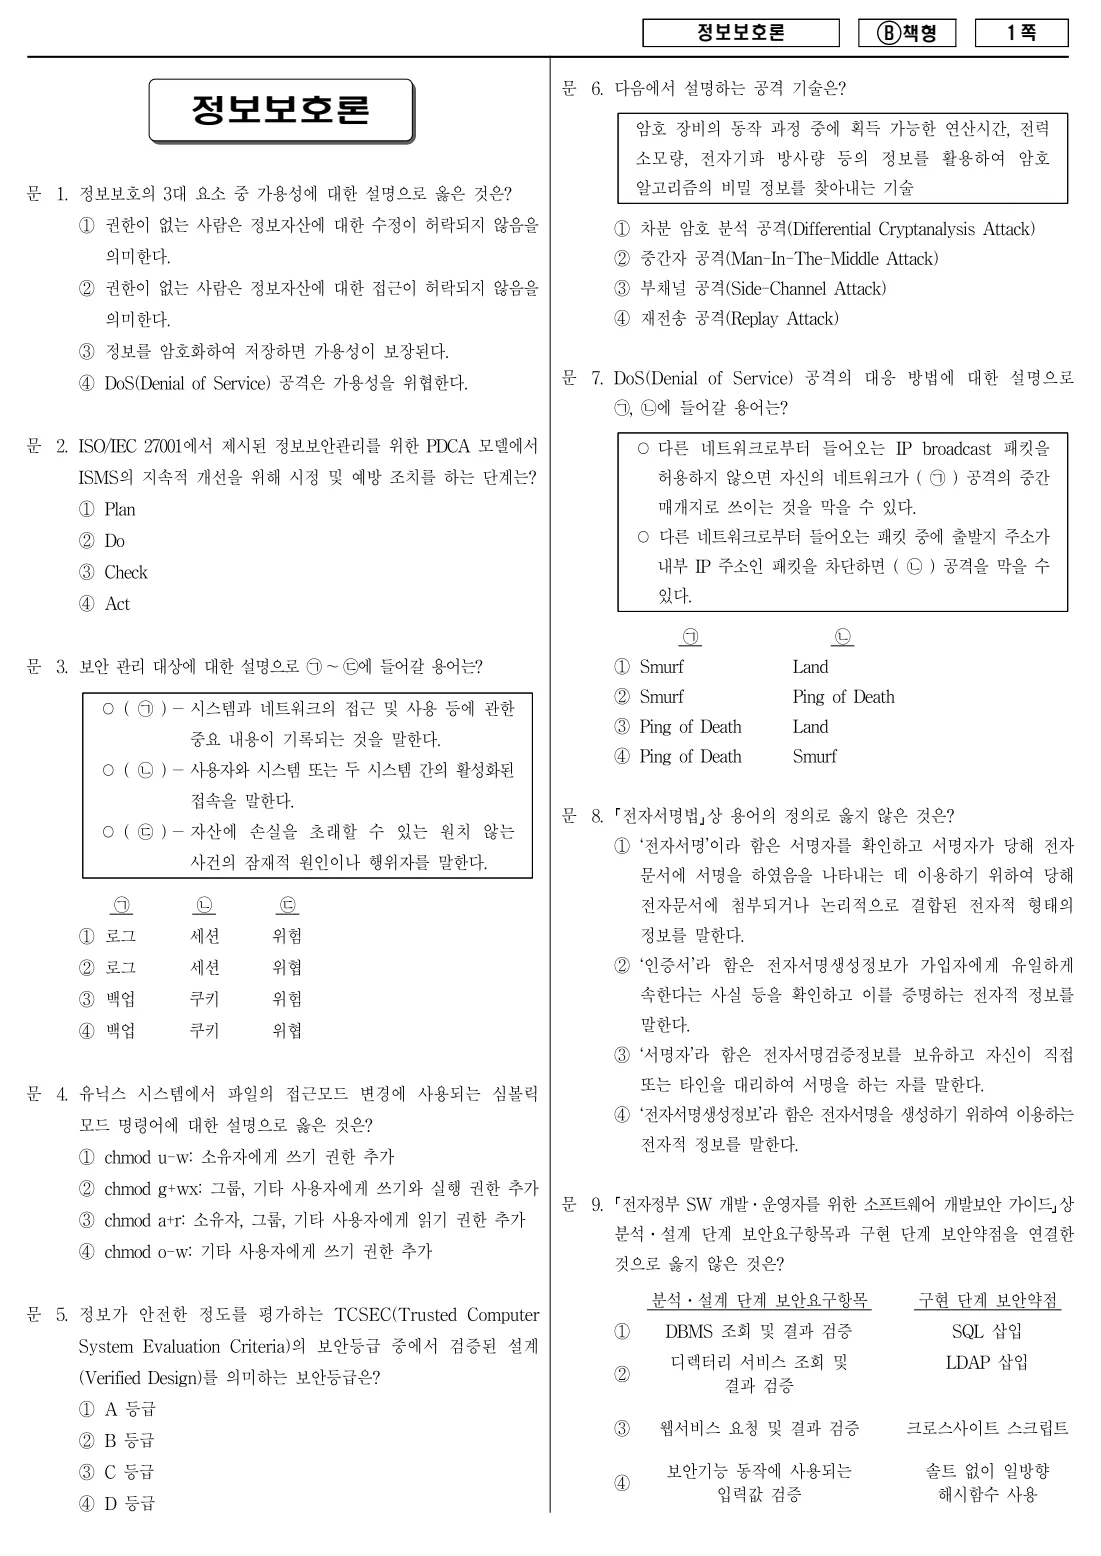 정보보호론
Ⓑ책형
1쪽
정보보호론
문 1. 정보보호의 3대 요소 중 가용성에 대한 설명으로 옳은 것은?
① 권한이 없는 사람은 정보자산에 대한 수정이 허락되지 않음을
의미한다.
② 권한이 없는 사람은 정보자산에 대한 접근이 허락되지 않음을
의미한다.
③ 정보를 암호화하여 저장하면 가용성이 보장된다.
④ DoS(Denial of Service) 공격은 가용성을 위협한다.
문 2. ISO/IEC 27001에서 제시된 정보보안관리를 위한 PDCA 모델에서
ISMS의 지속적 개선을 위해 시정 및 예방 조치를 하는 단계는?
① Plan
② Do
③ Check
④ Act
문 3. 보안 관리 대상에 대한 설명으로 ㉠～㉢에 들어갈 용어는?
○ ( ㉠ ) － 시스템과 네트워크의 접근 및 사용 등에 관한
중요 내용이 기록되는 것을 말한다.
○ ( ㉡ ) － 사용자와 시스템 또는 두 시스템 간의 활성화된
접속을 말한다.
○ ( ㉢ ) － 자산에 손실을 초래할 수 있는 원치 않는
사건의 잠재적 원인이나 행위자를 말한다.
㉠ ㉡ ㉢
① 로그 세션 위험
② 로그 세션 위협
③ 백업 쿠키 위험
④ 백업 쿠키 위협
문 4. 유닉스 시스템에서 파일의 접근모드 변경에 사용되는 심볼릭
모드 명령어에 대한 설명으로 옳은 것은?
① chmod u-w: 소유자에게 쓰기 권한 추가
② chmod g+wx: 그룹, 기타 사용자에게 쓰기와 실행 권한 추가
③ chmod a+r: 소유자, 그룹, 기타 사용자에게 읽기 권한 추가
④ chmod o-w: 기타 사용자에게 쓰기 권한 추가
문 5. 정보가 안전한 정도를 평가하는 TCSEC(Trusted Computer
System Evaluation Criteria)의 보안등급 중에서 검증된 설계
(Verified Design)를 의미하는 보안등급은?
① A 등급
② B 등급
③ C 등급
④ D 등급
문 6. 다음에서 설명하는 공격 기술은?
암호 장비의 동작 과정 중에 획득 가능한 연산시간, 전력
소모량, 전자기파 방사량 등의 정보를 활용하여 암호
알고리즘의 비밀 정보를 찾아내는 기술
① 차분 암호 분석 공격(Differential Cryptanalysis Attack)
② 중간자 공격(Man-In-The-Middle Attack)
③ 부채널 공격(Side-Channel Attack)
④ 재전송 공격(Replay Attack)
문 7. DoS(Denial of Service) 공격의 대응 방법에 대한 설명으로
㉠, ㉡에 들어갈 용어는?
○ 다른 네트워크로부터 들어오는 IP broadcast 패킷을
허용하지 않으면 자신의 네트워크가 ( ㉠ ) 공격의 중간
매개지로 쓰이는 것을 막을 수 있다.
○ 다른 네트워크로부터 들어오는 패킷 중에 출발지 주소가
내부 IP 주소인 패킷을 차단하면 ( ㉡ ) 공격을 막을 수
있다.
㉠ ㉡
① Smurf Land
② Smurf Ping of Death
③ Ping of Death Land
④ Ping of Death Smurf
문 8. 「전자서명법」상 용어의 정의로 옳지 않은 것은?
① ‘전자서명’이라 함은 서명자를 확인하고 서명자가 당해 전자
문서에 서명을 하였음을 나타내는 데 이용하기 위하여 당해
전자문서에 첨부되거나 논리적으로 결합된 전자적 형태의
정보를 말한다.
② ‘인증서’라 함은 전자서명생성정보가 가입자에게 유일하게
속한다는 사실 등을 확인하고 이를 증명하는 전자적 정보를
말한다.
③ ‘서명자’라 함은 전자서명검증정보를 보유하고 자신이 직접
또는 타인을 대리하여 서명을 하는 자를 말한다.
④ ‘전자서명생성정보’라 함은 전자서명을 생성하기 위하여 이용하는
전자적 정보를 말한다.
문 9. 「전자정부 SW 개발·운영자를 위한 소프트웨어 개발보안 가이드」상
분석·설계 단계 보안요구항목과 구현 단계 보안약점을 연결한
것으로 옳지 않은 것은?
분석·설계 단계 보안요구항목 구현 단계 보안약점
① DBMS 조회 및 결과 검증 SQL 삽입
② 디렉터리 서비스 조회 및 LDAP 삽입
결과 검증
③ 웹서비스 요청 및 결과 검증 크로스사이트 스크립트
④ 보안기능 동작에 사용되는 솔트 없이 일방향
입력값 검증 해시함수 사용